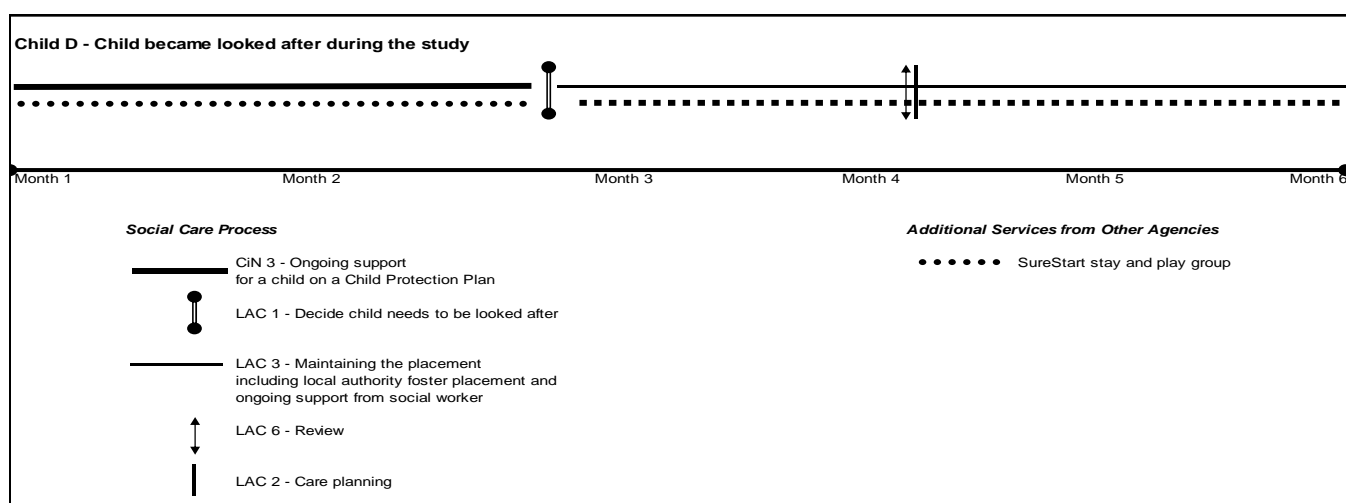 Child D - Child became looked after during the study
Month 1
Month 2
Month 3
Month 4
Month 5
Month 6
Social Care Process
CiN 3 - Ongoing support
for a child on a Child Protection Plan
LAC 1 - Decide child needs to be looked after
LAC 3 - Maintaining the placement
including local authority foster placement and
ongoing support from social worker
LAC 6 - Review
LAC 2 - Care planning
Additional Services from Other Agencies
SureStart stay and play group